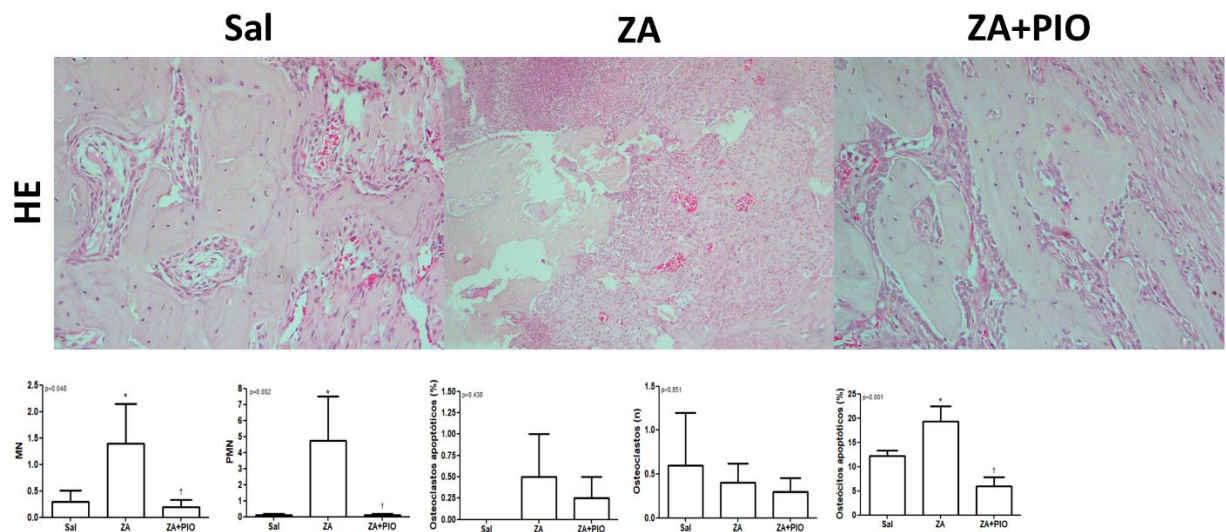 Sal ZA ZA+PIO
HE
p=0.048
MN
2.5
2.0
1.5
1.0
0.5
0.0
*
†
Sal ZA ZA+PIO
p=0.002
PMN
8
7
6
5
4
3
2
1
0
*
†
Sal ZA ZA+PIO
p=0.438
Osteoclastos apoptóticos (%)
1.50
1.25
1.00
0.75
0.50
0.25
0.00
Sal ZA ZA+PIO
p=0.851
Osteoclastos (n)
1.5
1.0
0.5
0.0
Sal ZA ZA+PIO
p=0.001
Osteócitos apoptóticos (%)
25
20
15
10
5
0
*
†
Sal ZA ZA+PIO